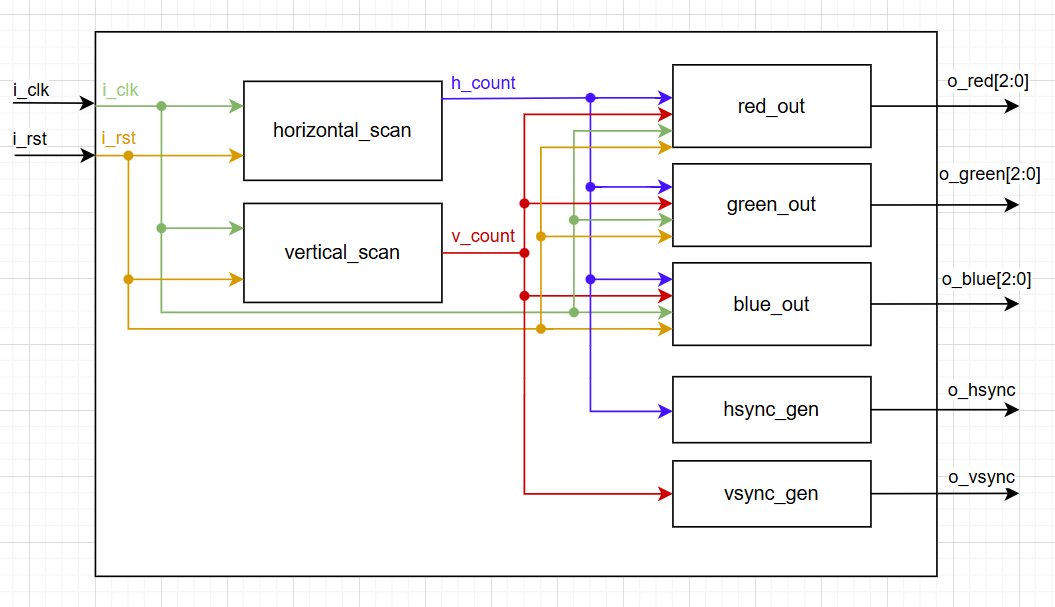 i_clk
i_clk
i_rst
i_rst
horizontal_scan
h_count
vertical_scan
v_count
red_out
o_red[2:0]
green_out
o_green[2:0]
blue_out
o_blue[2:0]
hsync_gen
o_hsync
vsync_gen
o_vsync